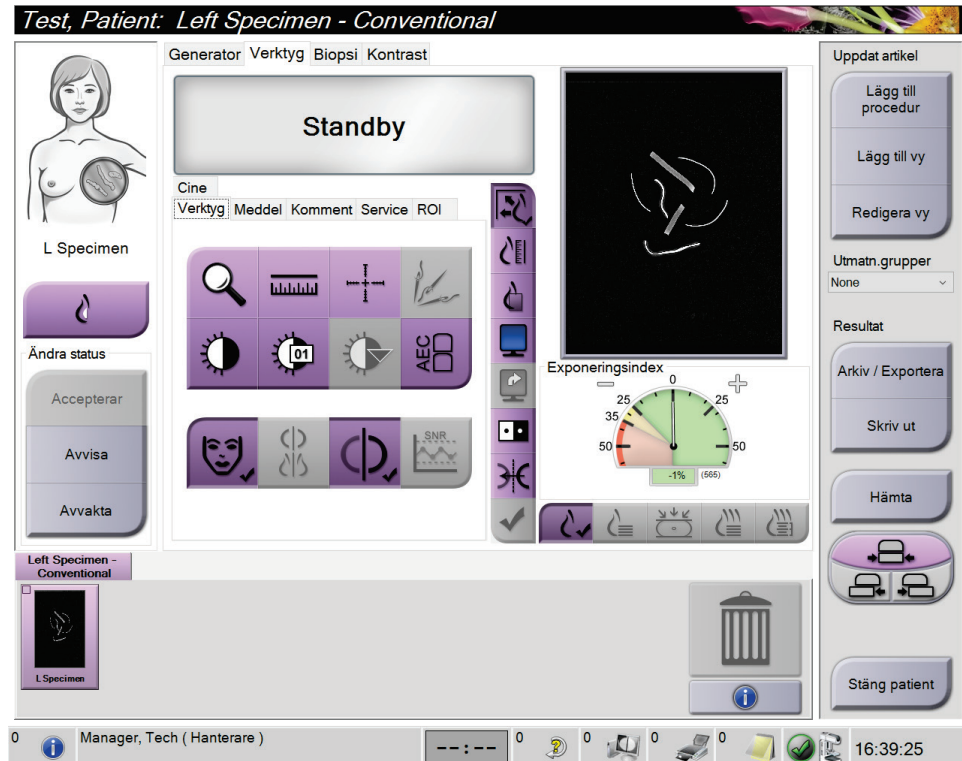 Test, Patient:  Left Specimen - Conventional
Generator Verktyg Biopsi Kontrast
Standby
Cine
Verktyg Meddel Komment Service ROI
01
AEC
SNR
L Specimen
Ändra status
Accepterar
Avvisa
Avvakta
Exponeringsindex
0
25
25
35
50
50
-1%
(565)
Uppdat artikel
Lägg till
procedur
Lägg till vy
Redigera vy
Utmatn.grupper
None
Resultat
Arkiv / Exportera
Skriv ut
Hämta
Stäng patient
Left Specimen -
Conventional
L Specimen
0
Manager, Tech ( Hanterare )
--:--
0
0
0
0
16:39:25